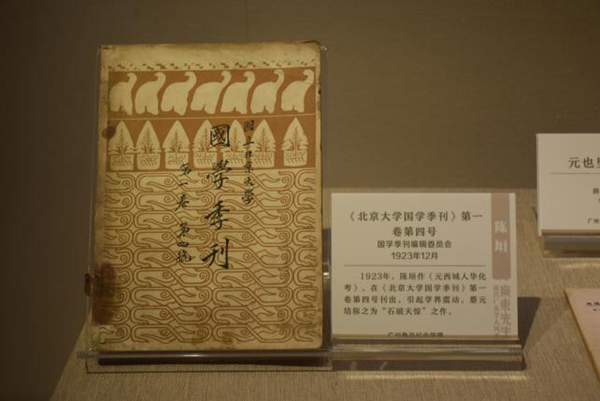 國立北京大學
國學季刊
第一卷 第四號
《北京大学国学季刊》第一
卷第四号
国学季刊编辑委员会
1923年12月
1923年，陈垣作《元西域人华化
考》，在《北京大学国学季刊》第一
卷第四号刊出，引起学界震动，蔡元
培称之为“石破天惊”之作。
陈垣
元也里